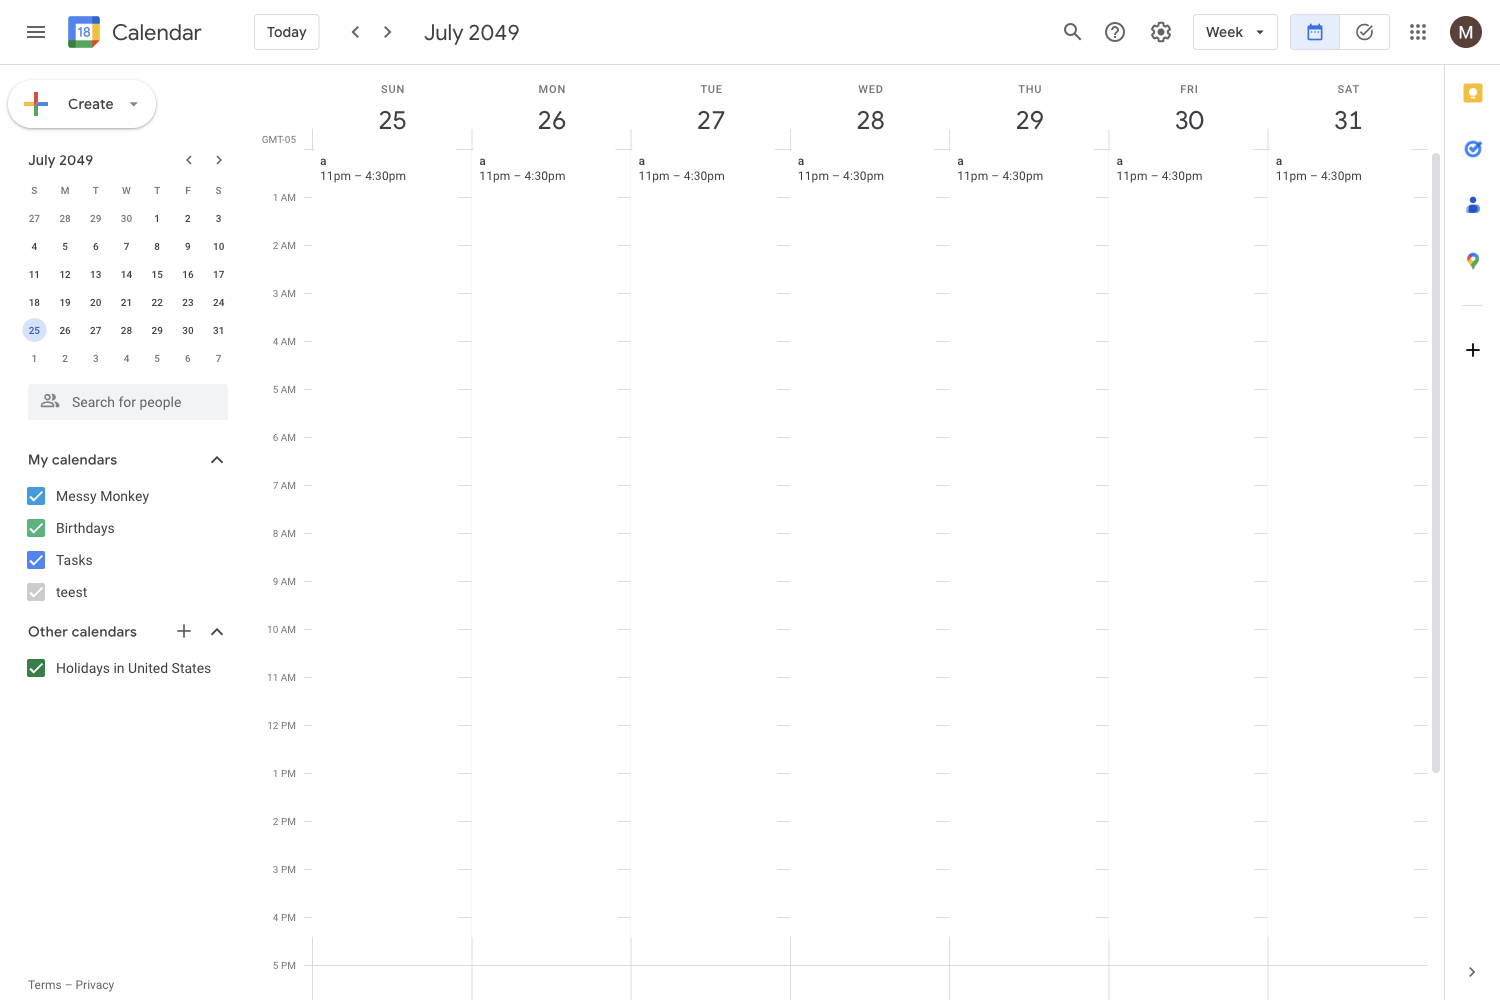 18 Calendar
Today
July 2049
Week
M
Create
July 2049
S M T W T F S
27 28 29 30 1 2 3
4 5 6 7 8 9 10
11 12 13 14 15 16 17
18 19 20 21 22 23 24
25 26 27 28 29 30 31
1 2 3 4 5 6 7
Search for people
My calendars
Messy Monkey
Birthdays
Tasks
teest
Other calendars
Holidays in United States
Terms – Privacy
SUN MON TUE WED THU FRI SAT
25 26 27 28 29 30 31
GMT-05
a a a a a a a
11pm – 4:30pm 11pm – 4:30pm 11pm – 4:30pm 11pm – 4:30pm 11pm – 4:30pm 11pm – 4:30pm 11pm – 4:30pm
1 AM
2 AM
3 AM
4 AM
5 AM
6 AM
7 AM
8 AM
9 AM
10 AM
11 AM
12 PM
1 PM
2 PM
3 PM
4 PM
5 PM